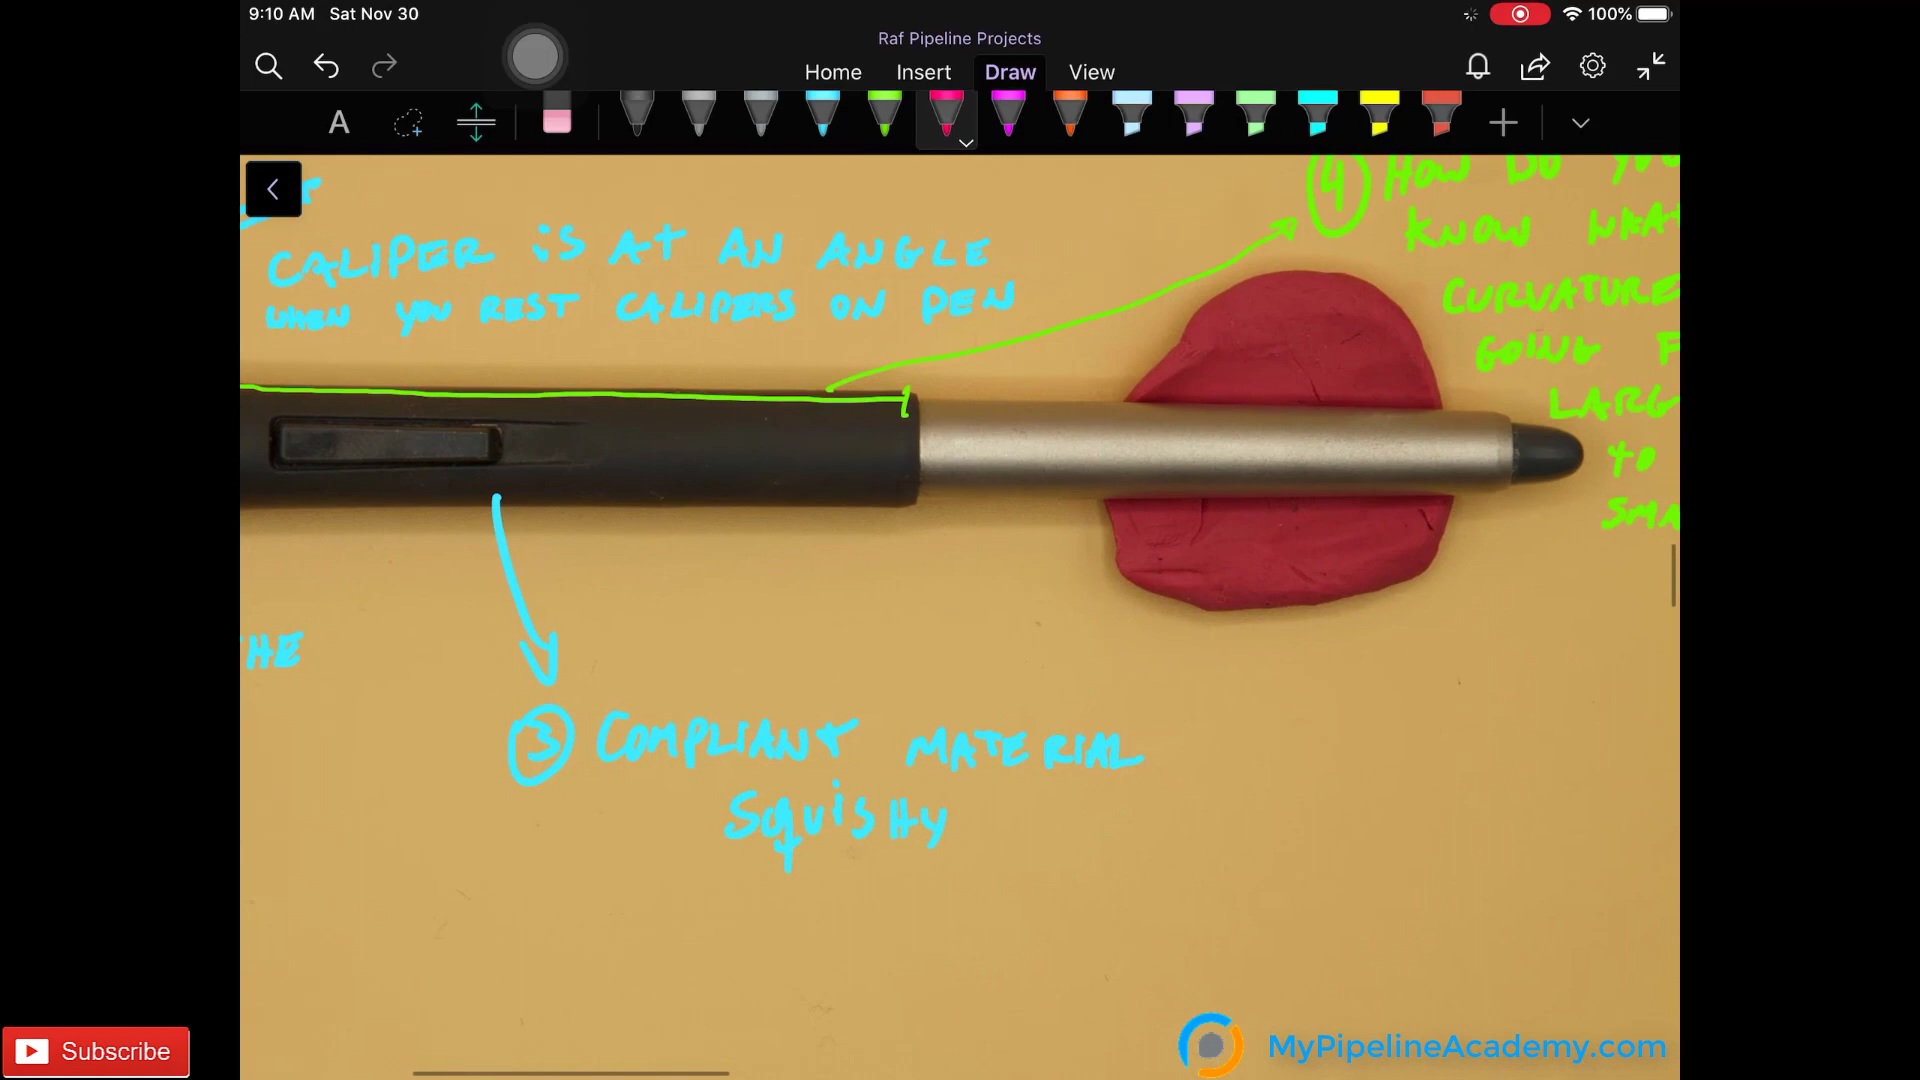 9:10 AM Sat Nov 30
100%
Raf Pipeline Projects
Home Insert Draw View
A
CALIPER iS AT AN ANGLE
WHEN YOU REST CALIPERS ON PEN
4 HOW DO YOU
KNOW WHAT
CURVATURE
GOING
TO
HE
3 COMPLIANT MATERIAL
SquisHy
Subscribe
MyPipelineAcademy.com